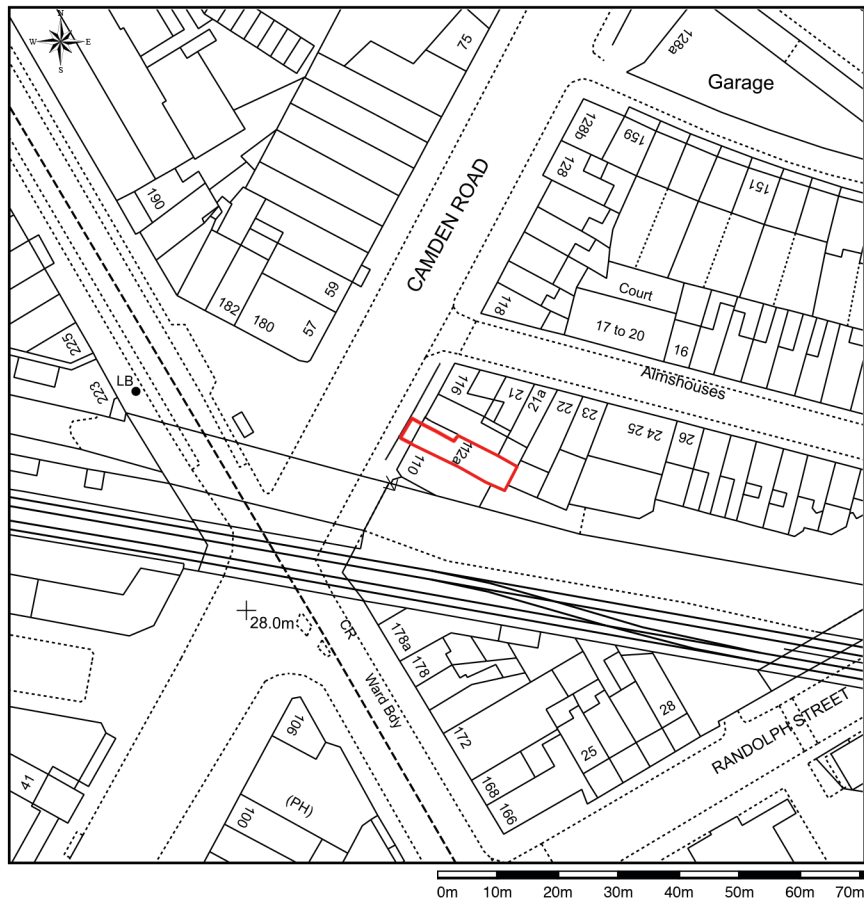 N
W E
S
75
128a
Garage
128b
159
128
151
190
CAMDEN ROAD
59
182
180
57
118
Court
17 to 20
16
Almshouses
225
223
LB
116
21
21a
22
23
24 25
26
112a
110
28.0m
CR
Ward Bdy
178a
178
172
168
166
25
28
RANDOLPH STREET
106
(PH)
100
41
0m 10m 20m 30m 40m 50m 60m 70m